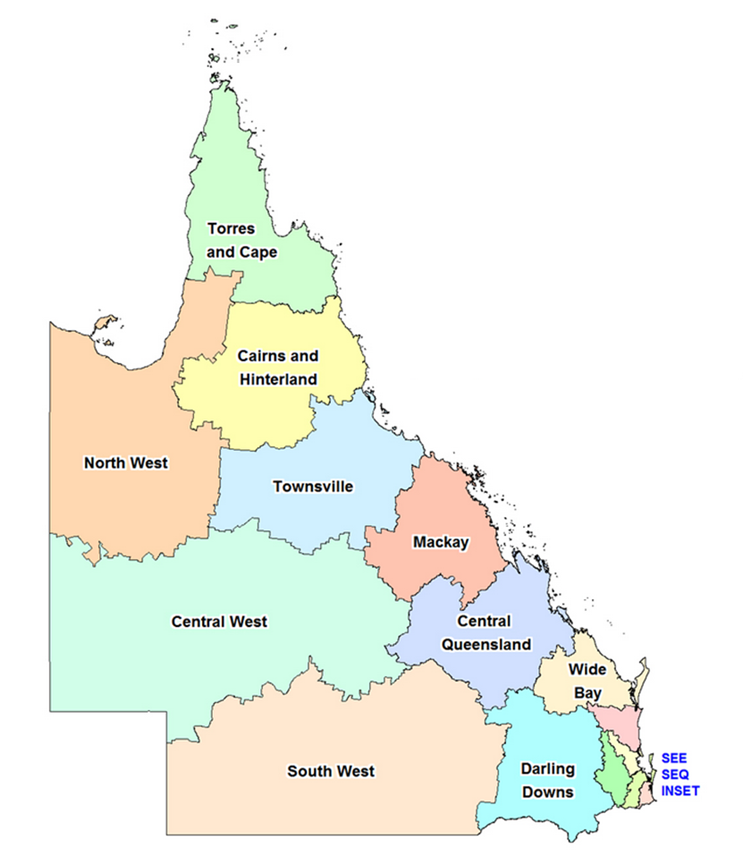 Torres
and Cape
Cairns and
Hinterland
North West
Townsville
Mackay
Central West
Central
Queensland
Wide
Bay
South West
Darling
Downs
SEE
SEQ
INSET